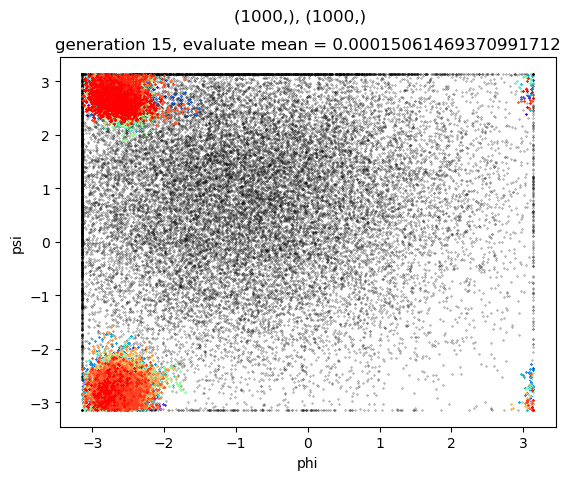 (1000,), (1000,)
generation 15, evaluate mean = 0.00015061469370991712
3
2
1
0
−1
−2
−3
psi
−3 −2 −1 0 1 2 3
phi